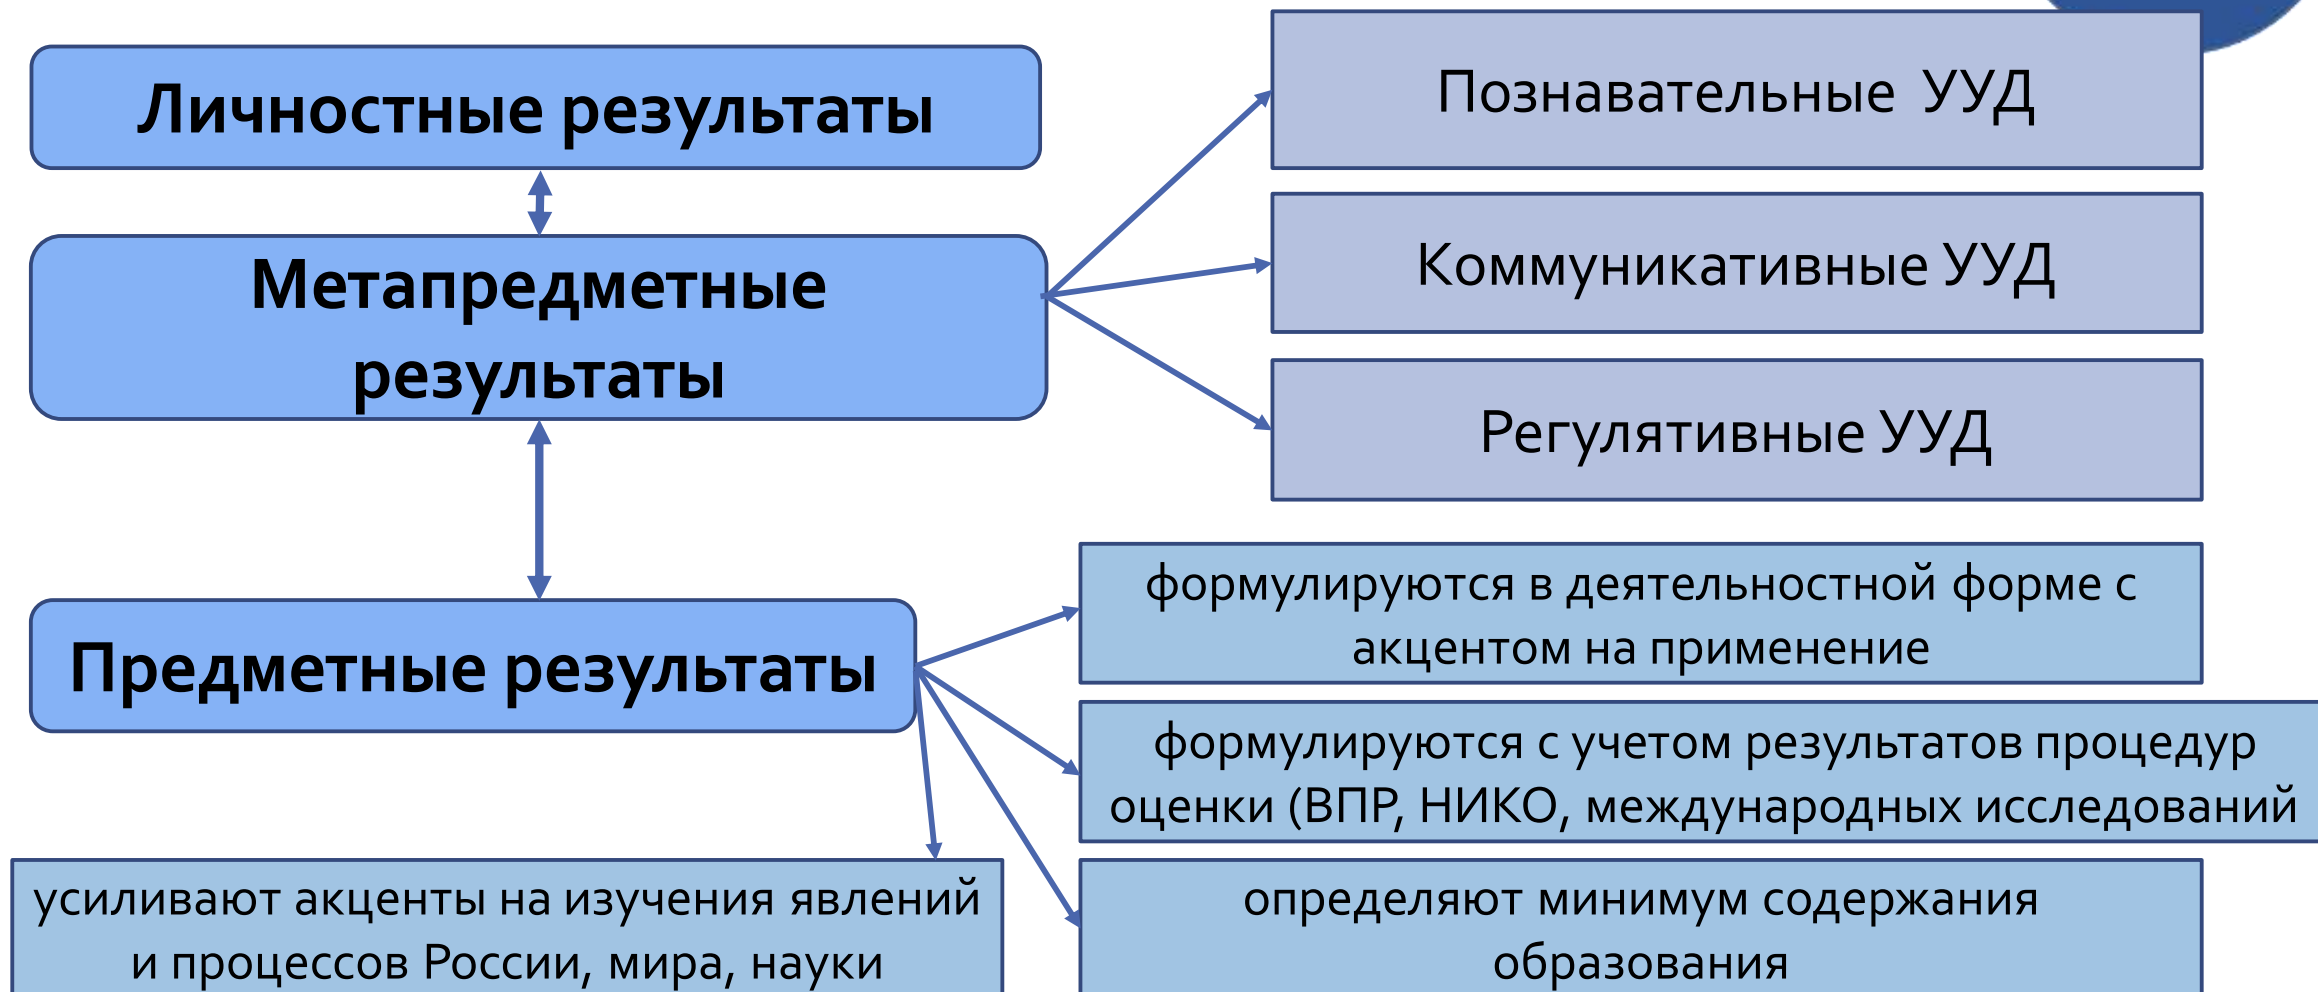 Личностные результаты
Метапредметные
результаты
Предметные результаты
Познавательные УУД
Коммуникативные УУД
Регулятивные УУД
формулируются в деятельностной форме с
акцентом на применение
формулируются с учетом результатов процедур
оценки (ВПР, НИКО, международных исследований
усиливают акценты на изучения явлений
и процессов России, мира, науки
определяют минимум содержания
образования